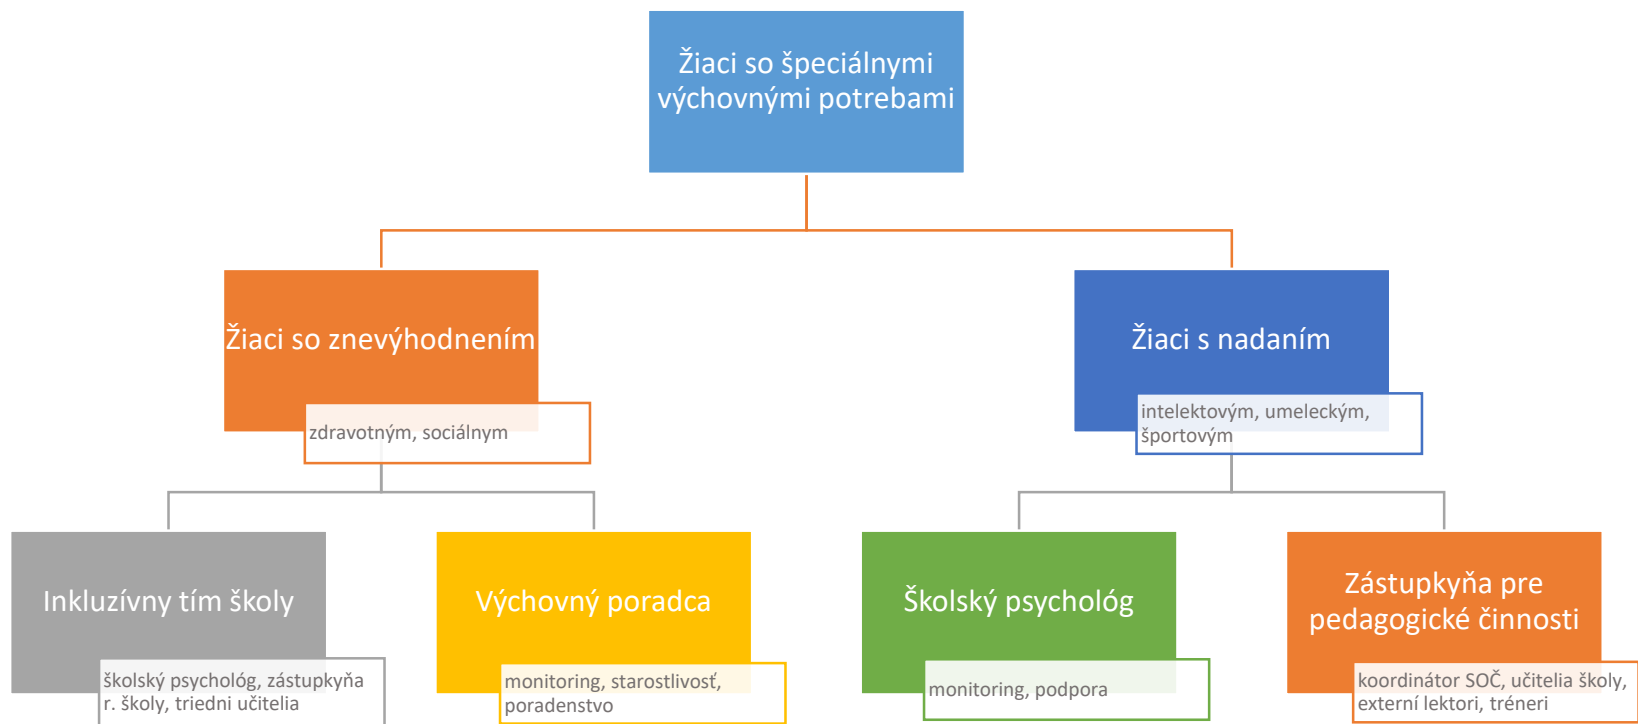 Žiaci so špeciálnymi
výchovnými potrebami
Žiaci so znevýhodnením
zdravotným, sociálnym
Žiaci s nadaním
intelektovým, umeleckým,
športovým
Inkluzívny tím školy
školský psychológ, zástupkyňa
r. školy, triedni učitelia
Výchovný poradca
monitoring, starostlivosť,
poradenstvo
Školský psychológ
monitoring, podpora
Zástupkyňa pre
pedagogické činnosti
koordinátor SOČ, učitelia školy,
externí lektori, tréneri